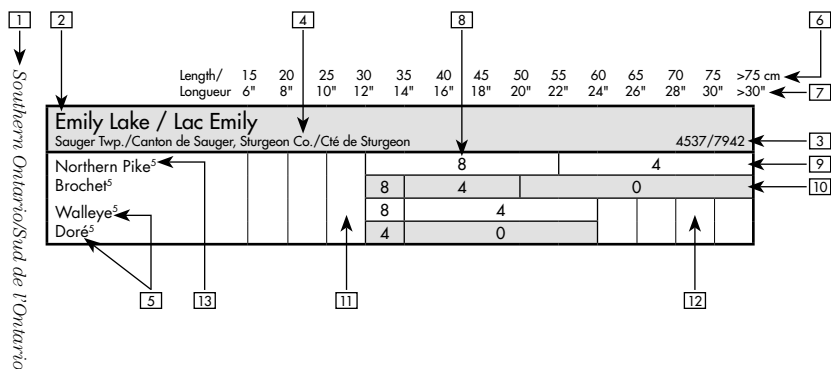 1 2 4 8 6
Southern Ontario/Sud de l'Ontario
Length/ 15 20 25 30 35 40 45 50 55 60 65 70 75 >75 cm
Longueur 6" 8" 10" 12" 14" 16" 18" 20" 22" 24" 26" 28" 30" >30" 7
Emily Lake / Lac Emily
Sauger Twp./Canton de Sauger, Sturgeon Co./Cté de Sturgeon 4537/7942 3
Northern Pike⁵ 8 4 9
Brochet⁵ 8 4 0 10
Walleye⁵ 8 4
Doré⁵ 4 0
5 13 11 12